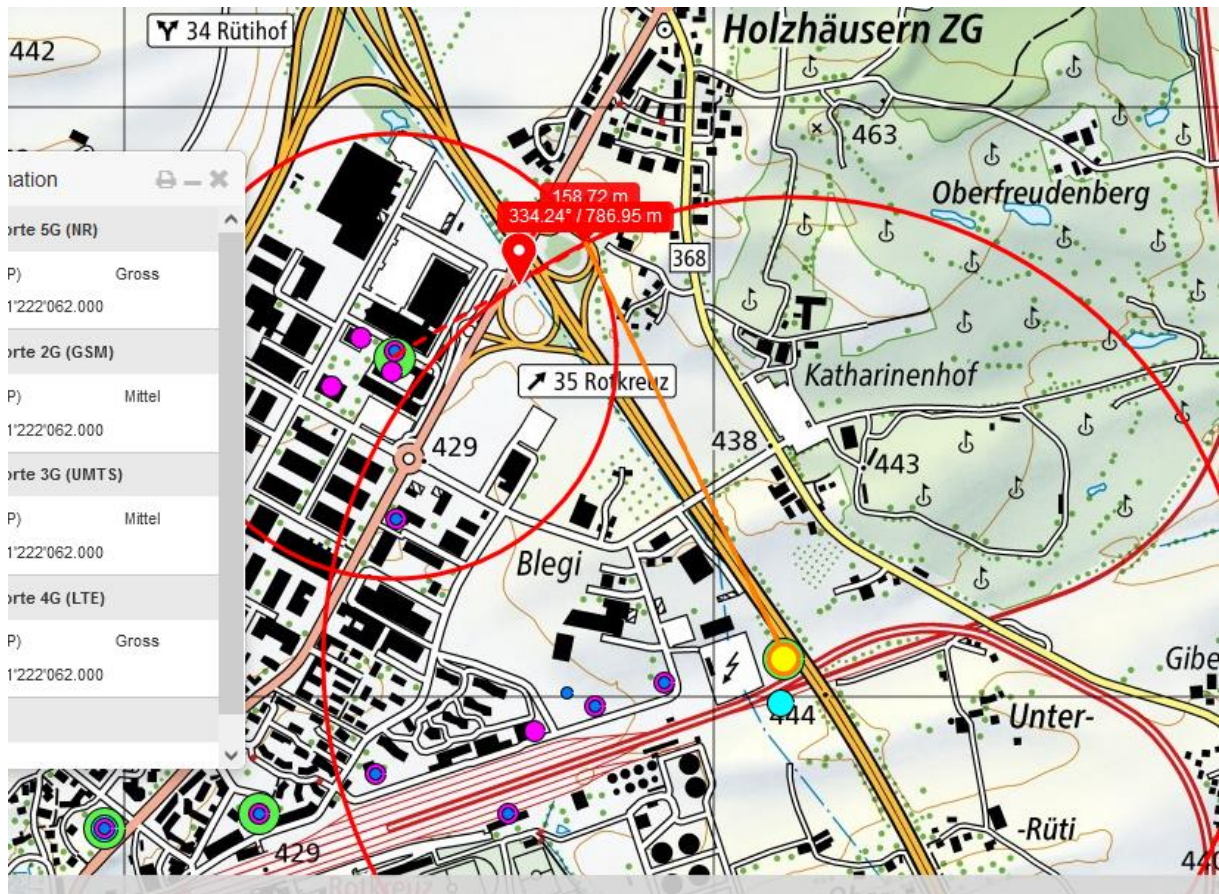 34 Rütihof
Holzhäusern ZG
442
463
mation
Oberfreudenberg
158.72 m
334.24° / 786.95 m
orte 5G (NR)
368
P) Gross
1'222'062.000
orte 2G (GSM)
35 Rotkreuz
Katharinenhof
P) Mittel
1'222'062.000
429
438
443
orte 3G (UMTS)
P) Mittel
1'222'062.000
Blegi
orte 4G (LTE)
P) Gross
1'222'062.000
Gibe
444
Unter-
-Rüti
429
440
Rotkreuz